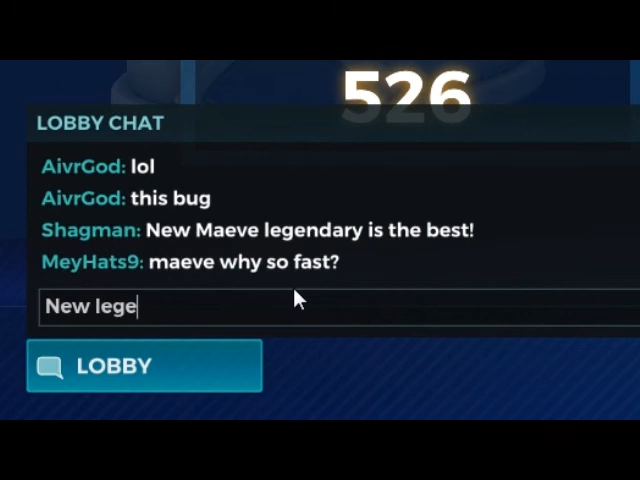 526
LOBBY CHAT
AivrGod: lol
AivrGod: this bug
Shagman: New Maeve legendary is the best!
MeyHats9: maeve why so fast?
New lege
LOBBY